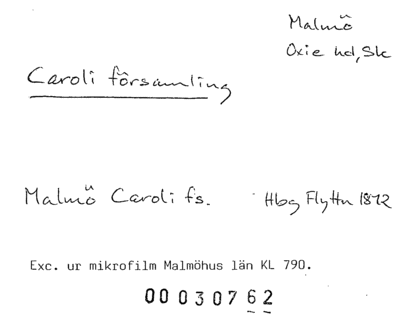 Malmö
Oxie hd, Sk
Caroli församling
Malmö Caroli fs. Hbg Flyttn 1872
Exc. ur mikrofilm Malmöhus län KL 790.
00030762